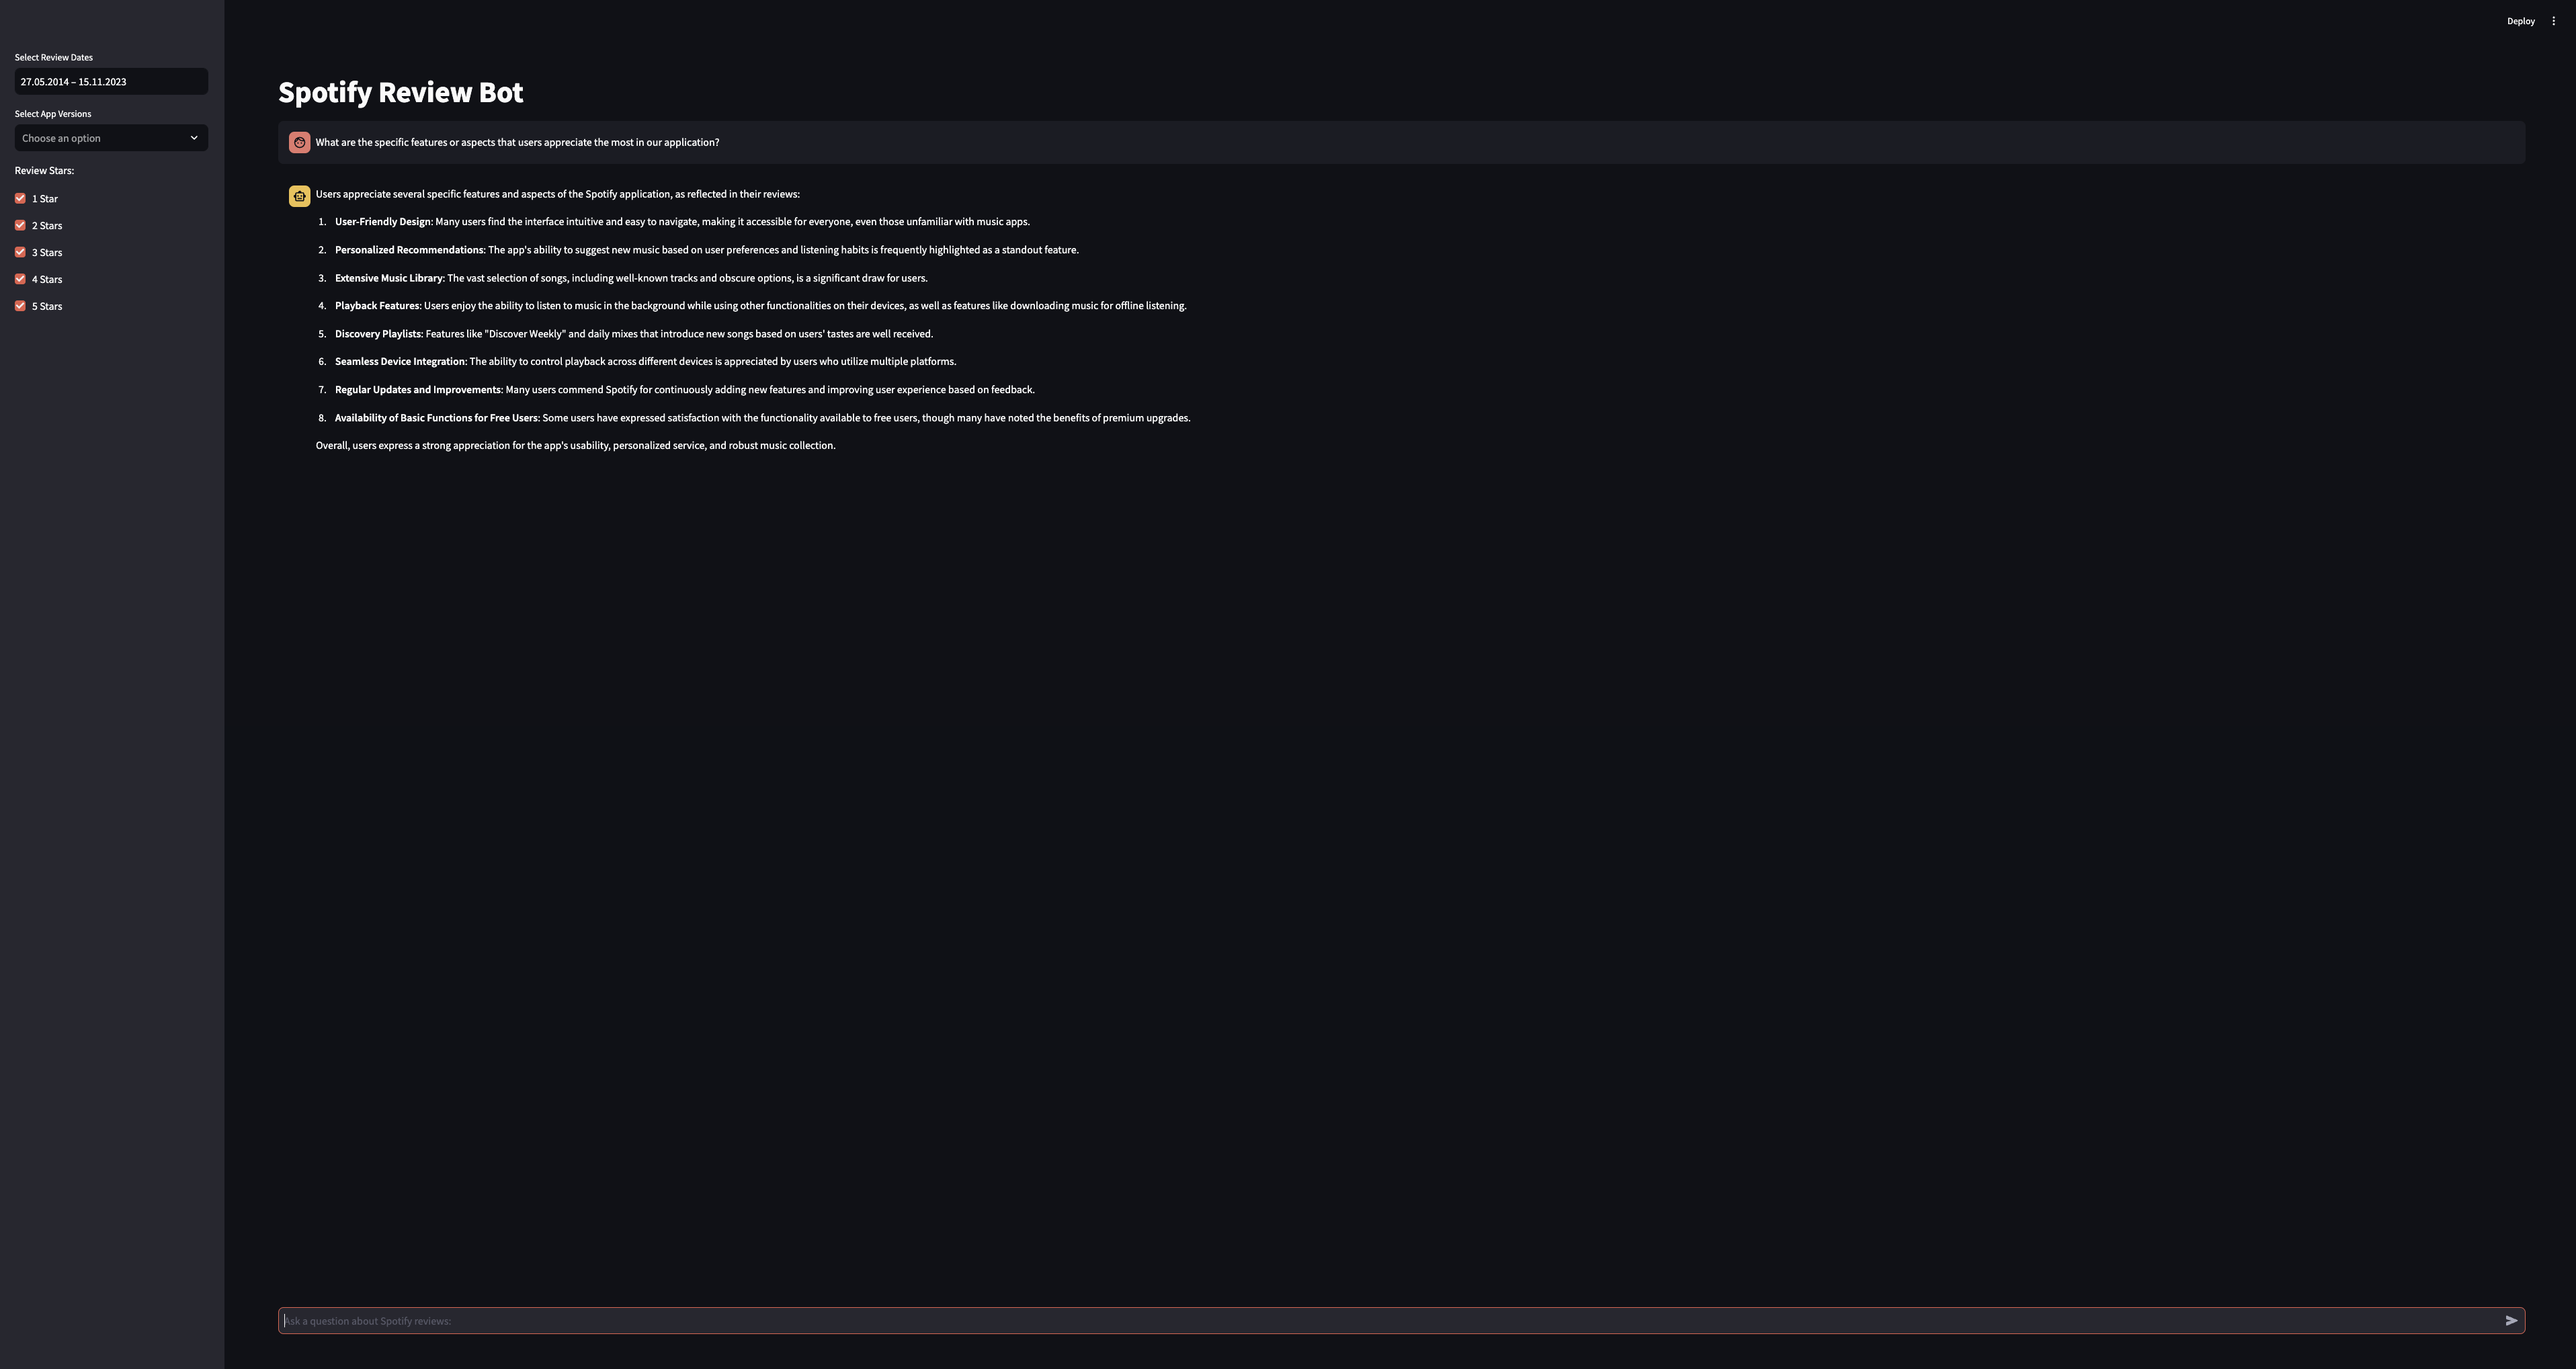 Deploy
Select Review Dates
27.05.2014 – 15.11.2023
Select App Versions
Choose an option
Review Stars:
1 Star
2 Stars
3 Stars
4 Stars
5 Stars
Spotify Review Bot
What are the specific features or aspects that users appreciate the most in our application?
Users appreciate several specific features and aspects of the Spotify application, as reflected in their reviews:
1. User-Friendly Design: Many users find the interface intuitive and easy to navigate, making it accessible for everyone, even those unfamiliar with music apps.
2. Personalized Recommendations: The app's ability to suggest new music based on user preferences and listening habits is frequently highlighted as a standout feature.
3. Extensive Music Library: The vast selection of songs, including well-known tracks and obscure options, is a significant draw for users.
4. Playback Features: Users enjoy the ability to listen to music in the background while using other functionalities on their devices, as well as features like downloading music for offline listening.
5. Discovery Playlists: Features like "Discover Weekly" and daily mixes that introduce new songs based on users' tastes are well received.
6. Seamless Device Integration: The ability to control playback across different devices is appreciated by users who utilize multiple platforms.
7. Regular Updates and Improvements: Many users commend Spotify for continuously adding new features and improving user experience based on feedback.
8. Availability of Basic Functions for Free Users: Some users have expressed satisfaction with the functionality available to free users, though many have noted the benefits of premium upgrades.
Overall, users express a strong appreciation for the app's usability, personalized service, and robust music collection.
Ask a question about Spotify reviews: